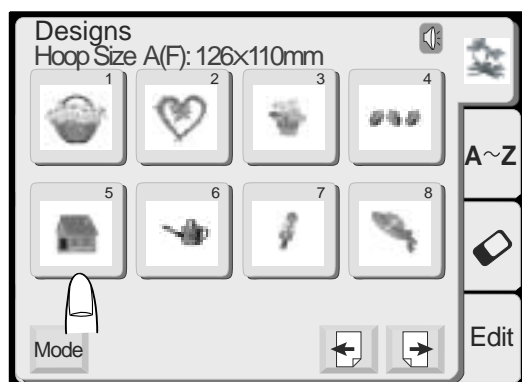 Designs
Hoop Size A(F): 126×110mm
1 2 3 4
A~Z
5 6 7 8
Mode
Edit